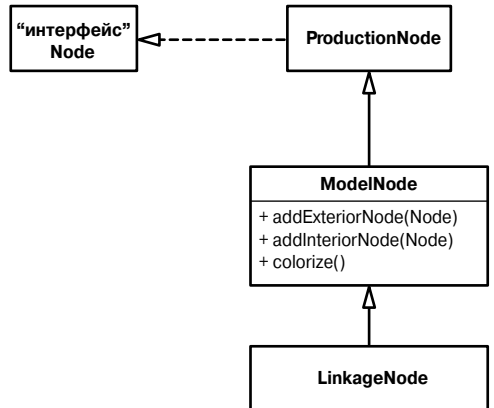 “интерфейс”
Node
ProductionNode
ModelNode
+ addExteriorNode(Node)
+ addInteriorNode(Node)
+ colorize()
LinkageNode